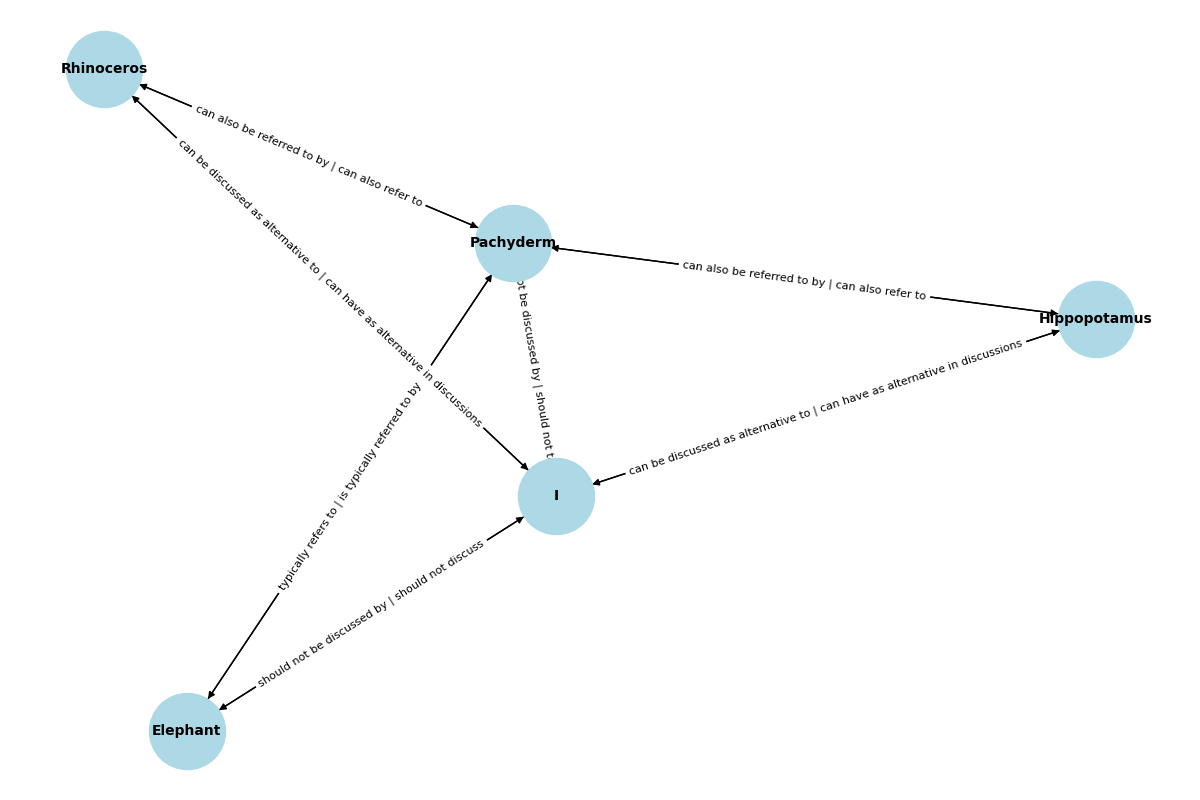 Rhinoceros
can also be referred to by | can also refer to
can be discussed as alternative to | can have as alternative in discussions
Pachyderm
can also be referred to by | can also refer to
Hippopotamus
be discussed by | should not
can be discussed as alternative to | can have as alternative in discussions
typically refers to | is typically referred to by
I
should not be discussed by | should not discuss
Elephant